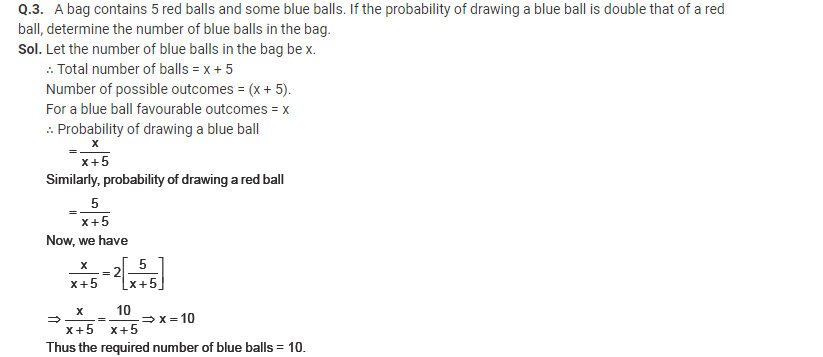 Q.3. A bag contains 5 red balls and some blue balls. If the probability of drawing a blue ball is double that of a red
ball, determine the number of blue balls in the bag.
Sol. Let the number of blue balls in the bag be x.
∴ Total number of balls = x + 5
Number of possible outcomes = (x + 5).
For a blue ball favourable outcomes = x
∴ Probability of drawing a blue ball
= x/(x+5)
Similarly, probability of drawing a red ball
= 5/(x+5)
Now, we have
x/(x+5) = 2[5/(x+5)]
⇒ x/(x+5) = 10/(x+5) ⇒ x = 10
Thus the required number of blue balls = 10.